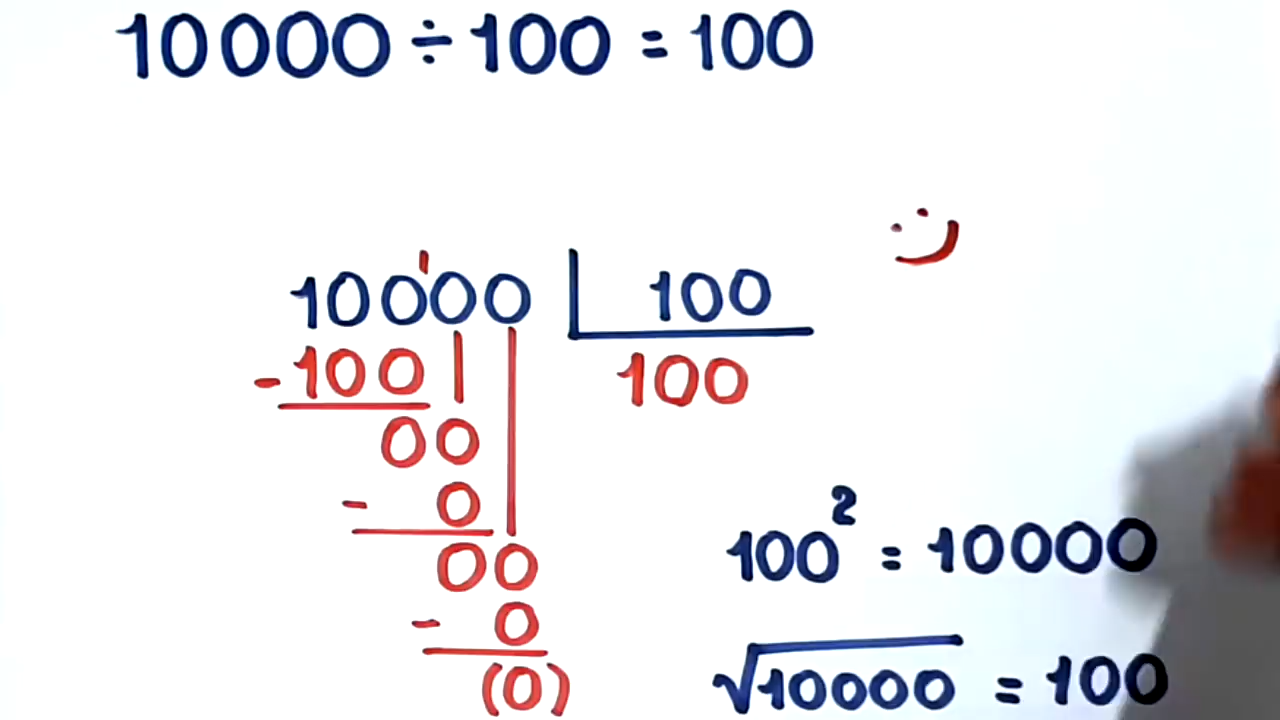 10000 ÷ 100 = 100
10000 100
- 100 100
00
- 0
00
- 0
(0)
100² = 10000
√10000 = 100